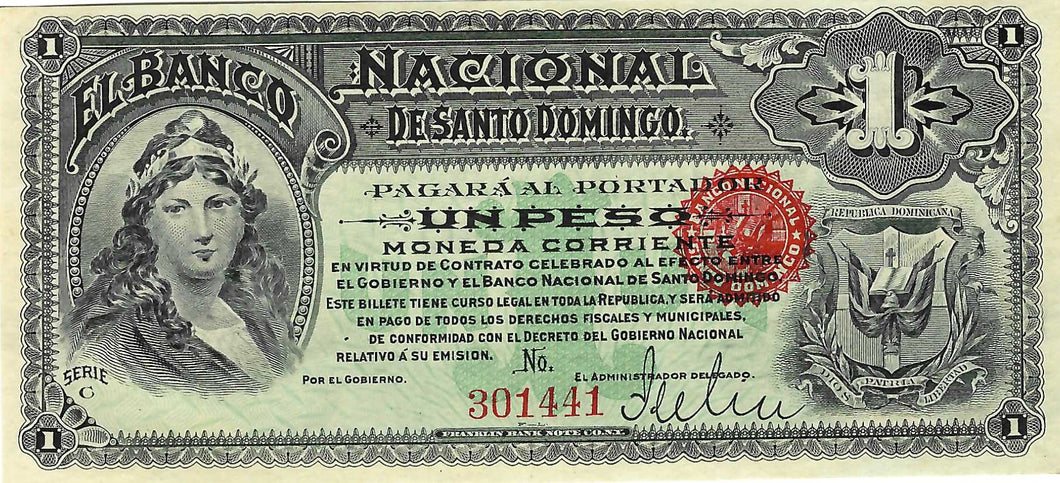 1
1
EL BANCO
NACIONAL
DE SANTO DOMINGO.
1
PAGARÁ AL PORTADOR
UN PESO
MONEDA CORRIENTE
EN VIRTUD DE CONTRATO CELEBRADO AL EFECTO ENTRE
EL GOBIERNO Y EL BANCO NACIONAL DE SANTO DOMINGO.
ESTE BILLETE TIENE CURSO LEGAL EN TODA LA REPUBLICA, Y SERÁ ADMITIDO
EN PAGO DE TODOS LOS DERECHOS FISCALES Y MUNICIPALES,
DE CONFORMIDAD CON EL DECRETO DEL GOBIERNO NACIONAL
RELATIVO Á SU EMISION.
BANCO NACIONAL
DOMINGO
REPUBLICA DOMINICANA
DIOS PATRIA LIBERTAD
SERIE
C
POR EL GOBIERNO.
No.
301441
EL ADMINISTRADOR DELEGADO.
FRANKLIN BANK NOTE CO. N.Y.
1
1